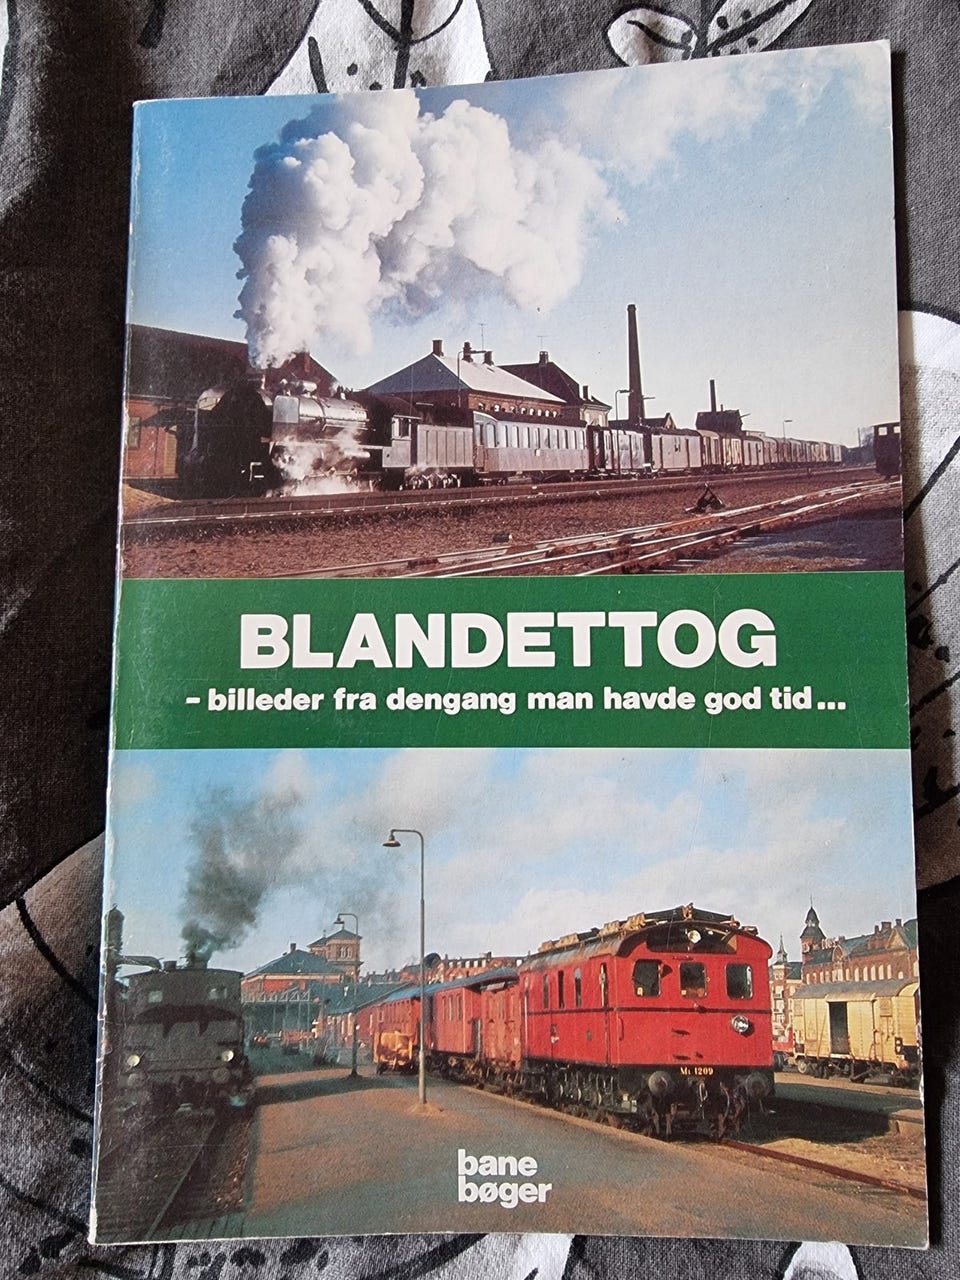 BLANDETTOG
- billeder fra dengang man havde god tid...
Mt 1209
bane
bøger